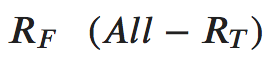 R_F (All − R_T)